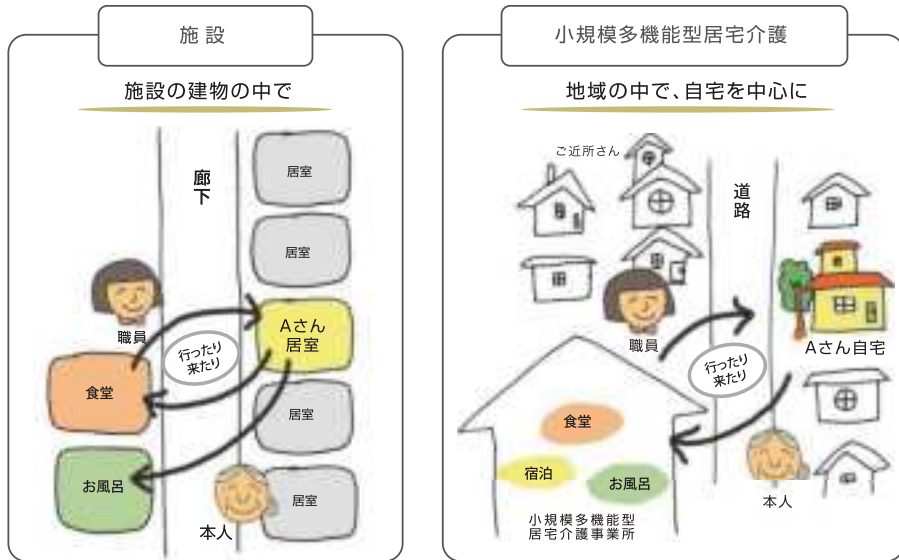 施設
施設の建物の中で
廊下
居室
居室
職員
Aさん
居室
行ったり
来たり
食堂
居室
お風呂
居室
本人
小規模多機能型居宅介護
地域の中で、自宅を中心に
ご近所さん
道路
職員
Aさん自宅
行ったり
来たり
食堂
宿泊
お風呂
本人
小規模多機能型
居宅介護事業所